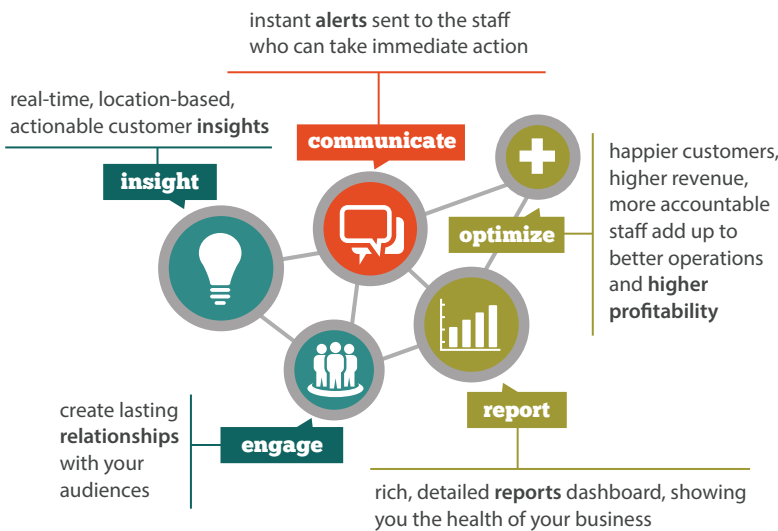 instant alerts sent to the staff
who can take immediate action
real-time, location-based,
actionable customer insights
communicate
insight
happier customers,
higher revenue,
more accountable
staff add up to
better operations
and higher
profitability
optimize
create lasting
relationships
with your
audiences
engage
report
rich, detailed reports dashboard, showing
you the health of your business